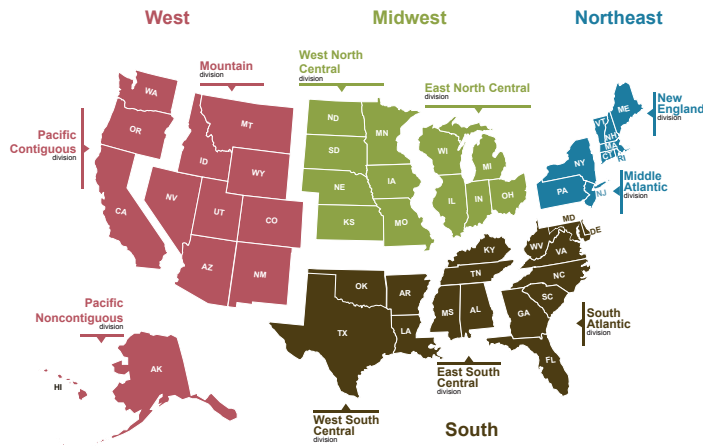 West
Midwest
Northeast
Mountain
division
West North
Central
division
East North Central
division
New
England
division
Pacific
Contiguous
division
Middle
Atlantic
division
WA
OR
CA
MT
ID
WY
NV
UT
CO
AZ
NM
ND
SD
NE
KS
MN
IA
MO
WI
MI
IL
IN
OH
ME
VT
NH
MA
CT
RI
NY
PA
NJ
MD
DE
WV
VA
KY
NC
TN
SC
GA
FL
OK
AR
TX
LA
MS
AL
Pacific
Noncontiguous
division
AK
HI
South
Atlantic
division
East South
Central
division
West South
Central
division
South